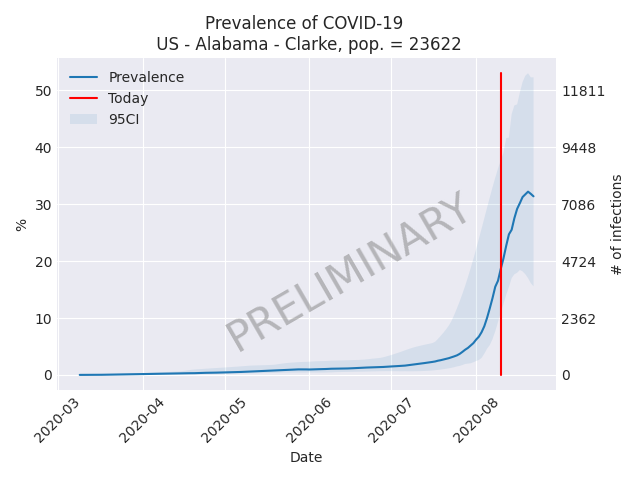 Prevalence of COVID-19
US - Alabama - Clarke, pop. = 23622
Prevalence
Today
95CI
%
50
40
30
20
10
0
11811
9448
7086
4724
2362
0
# of infections
PRELIMINARY
2020-03
2020-04
2020-05
2020-06
2020-07
2020-08
Date